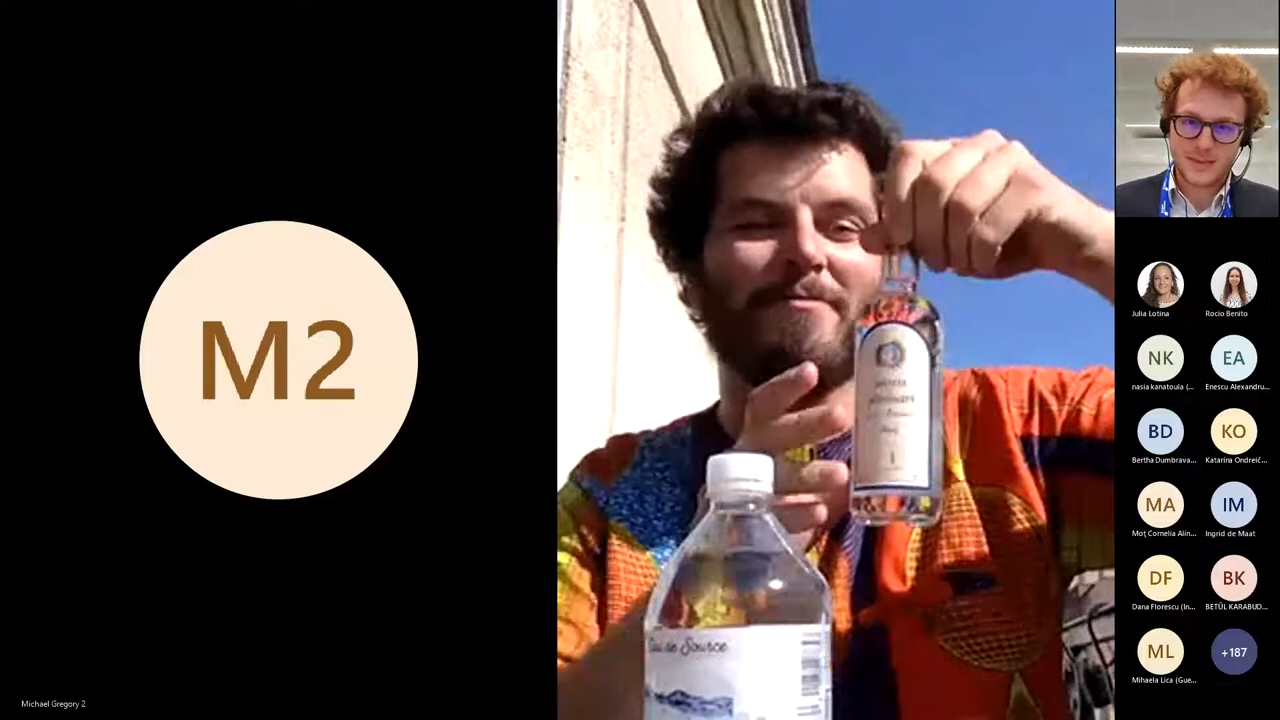 M2
Michael Gregory 2
Eau de Source
Julia Lotina
Rocio Benito
NK
EA
nasia kanatoula (...
Enescu Alexandru...
BD
KO
Bertha Dumbrava...
Katarina Ondreič...
MA
IM
Moț Cornelia Alin...
Ingrid de Maat
DF
BK
Dana Florescu (In...
BETÜL KARABUD...
ML
+187
Mihaela Lica (Gue...